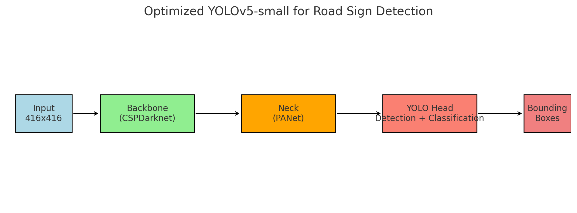 Optimized YOLOv5-small for Road Sign Detection
Input
416x416
Backbone
(CSPDarknet)
Neck
(PANet)
YOLO Head
Detection + Classification
Bounding
Boxes